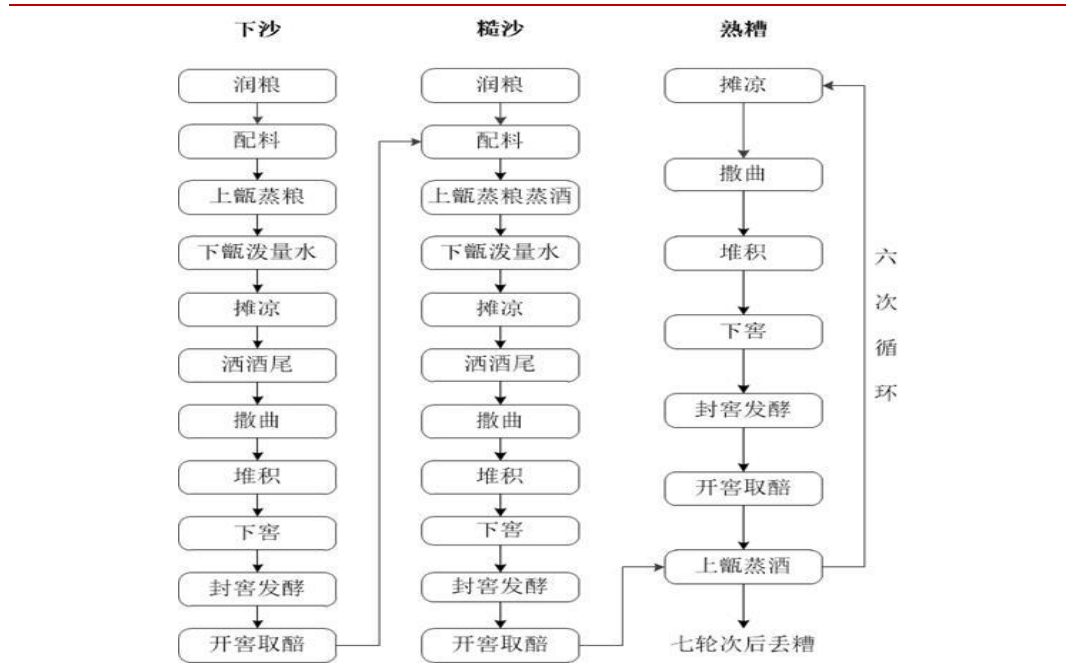 下沙
润粮
配料
上甑蒸粮
下甑泼量水
摊凉
洒酒尾
撒曲
堆积
下窖
封窖发酵
开窖取醅
糙沙
润粮
配料
上甑蒸粮蒸酒
下甑泼量水
摊凉
洒酒尾
撒曲
堆积
下窖
封窖发酵
开窖取醅
熟糟
摊凉
撒曲
堆积
下窖
封窖发酵
开窖取醅
上甑蒸酒
七轮次后丢糟
六次循环